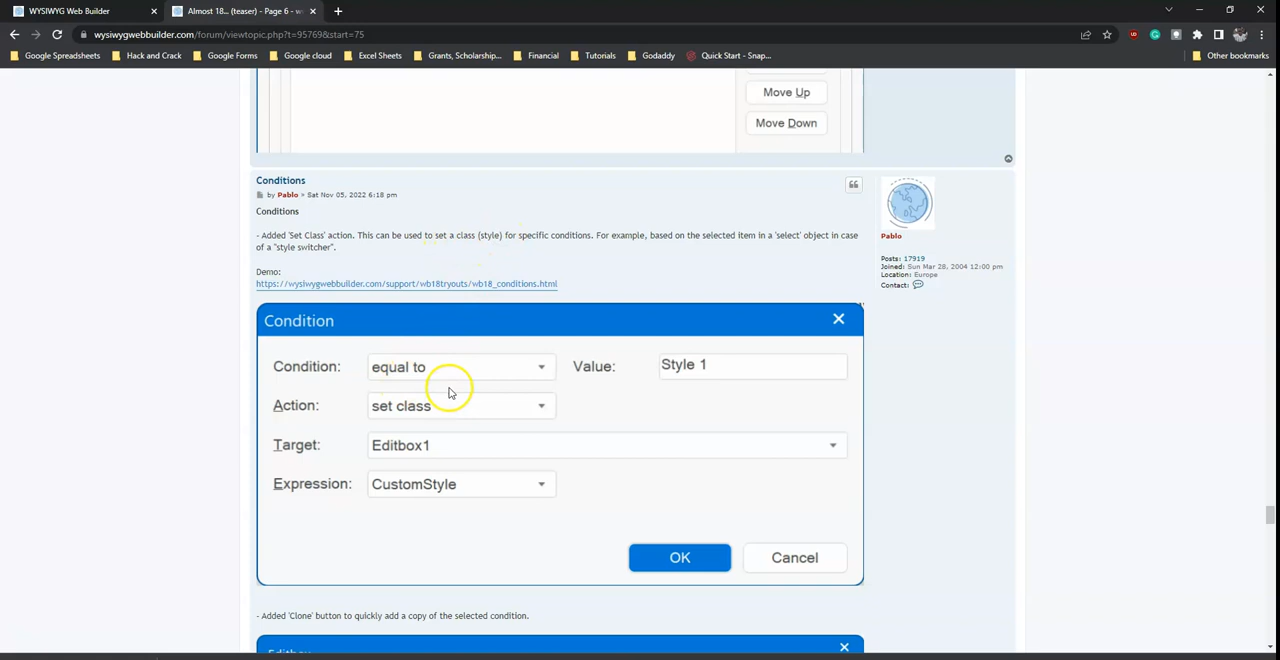 WYSIWYG Web Builder
Almost 18... (teaser) - Page 6 - w
wysiwygwebbuilder.com/forum/viewtopic.php?t=95769&start=75
Google Spreadsheets
Hack and Crack
Google Forms
Google cloud
Excel Sheets
Grants, Scholarship...
Financial
Tutorials
Godaddy
Quick Start - Snap...
Other bookmarks
Move Up
Move Down
Conditions
by Pablo » Sat Nov 05, 2022 6:18 pm
Conditions
- Added 'Set Class' action. This can be used to set a class (style) for specific conditions. For example, based on the selected item in a 'select' object in case
of a "style switcher".
Demo:
https://wysiwygwebbuilder.com/support/wb18tryouts/wb18_conditions.html
Pablo
Posts: 17919
Joined: Sun Mar 28, 2004 12:00 pm
Location: Europe
Contact:
Condition
Condition: equal to Value: Style 1
Action: set class
Target: Editbox1
Expression: CustomStyle
OK Cancel
- Added 'Clone' button to quickly add a copy of the selected condition.